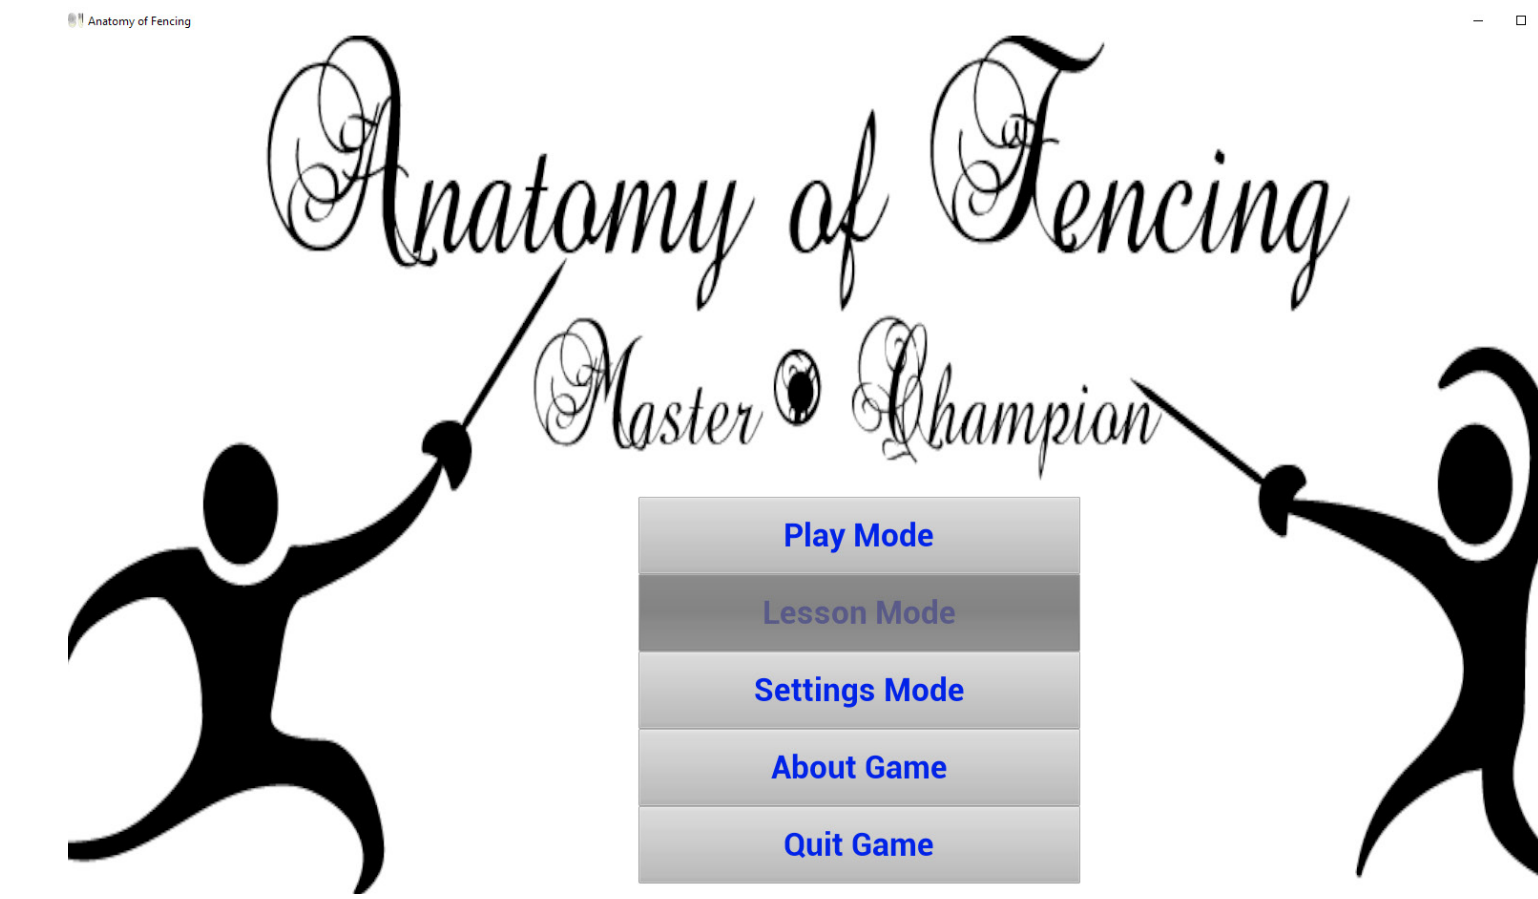 Anatomy of Fencing
Anatomy of Fencing
Master Champion
Play Mode
Lesson Mode
Settings Mode
About Game
Quit Game